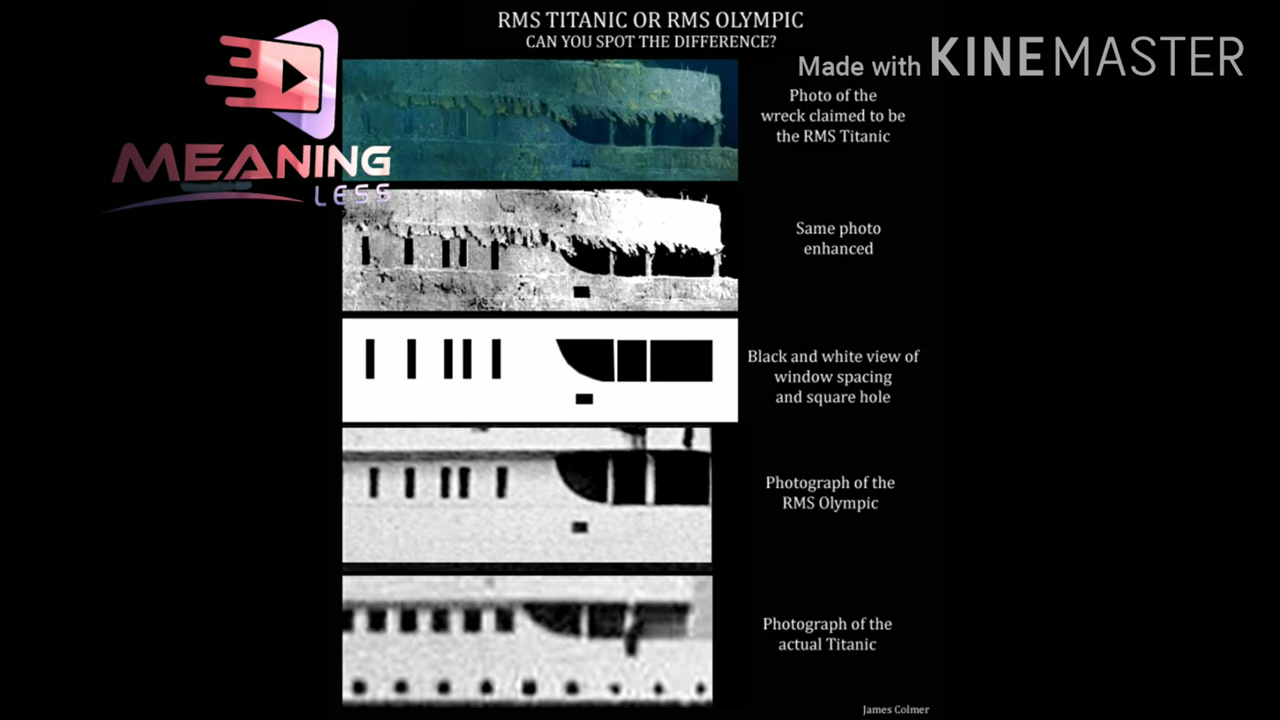 RMS TITANIC OR RMS OLYMPIC
CAN YOU SPOT THE DIFFERENCE?
Made with KINEMASTER
MEANING
LESS
Photo of the
wreck claimed to be
the RMS Titanic
Same photo
enhanced
Black and white view of
window spacing
and square hole
Photograph of the
RMS Olympic
Photograph of the
actual Titanic
James Colmer